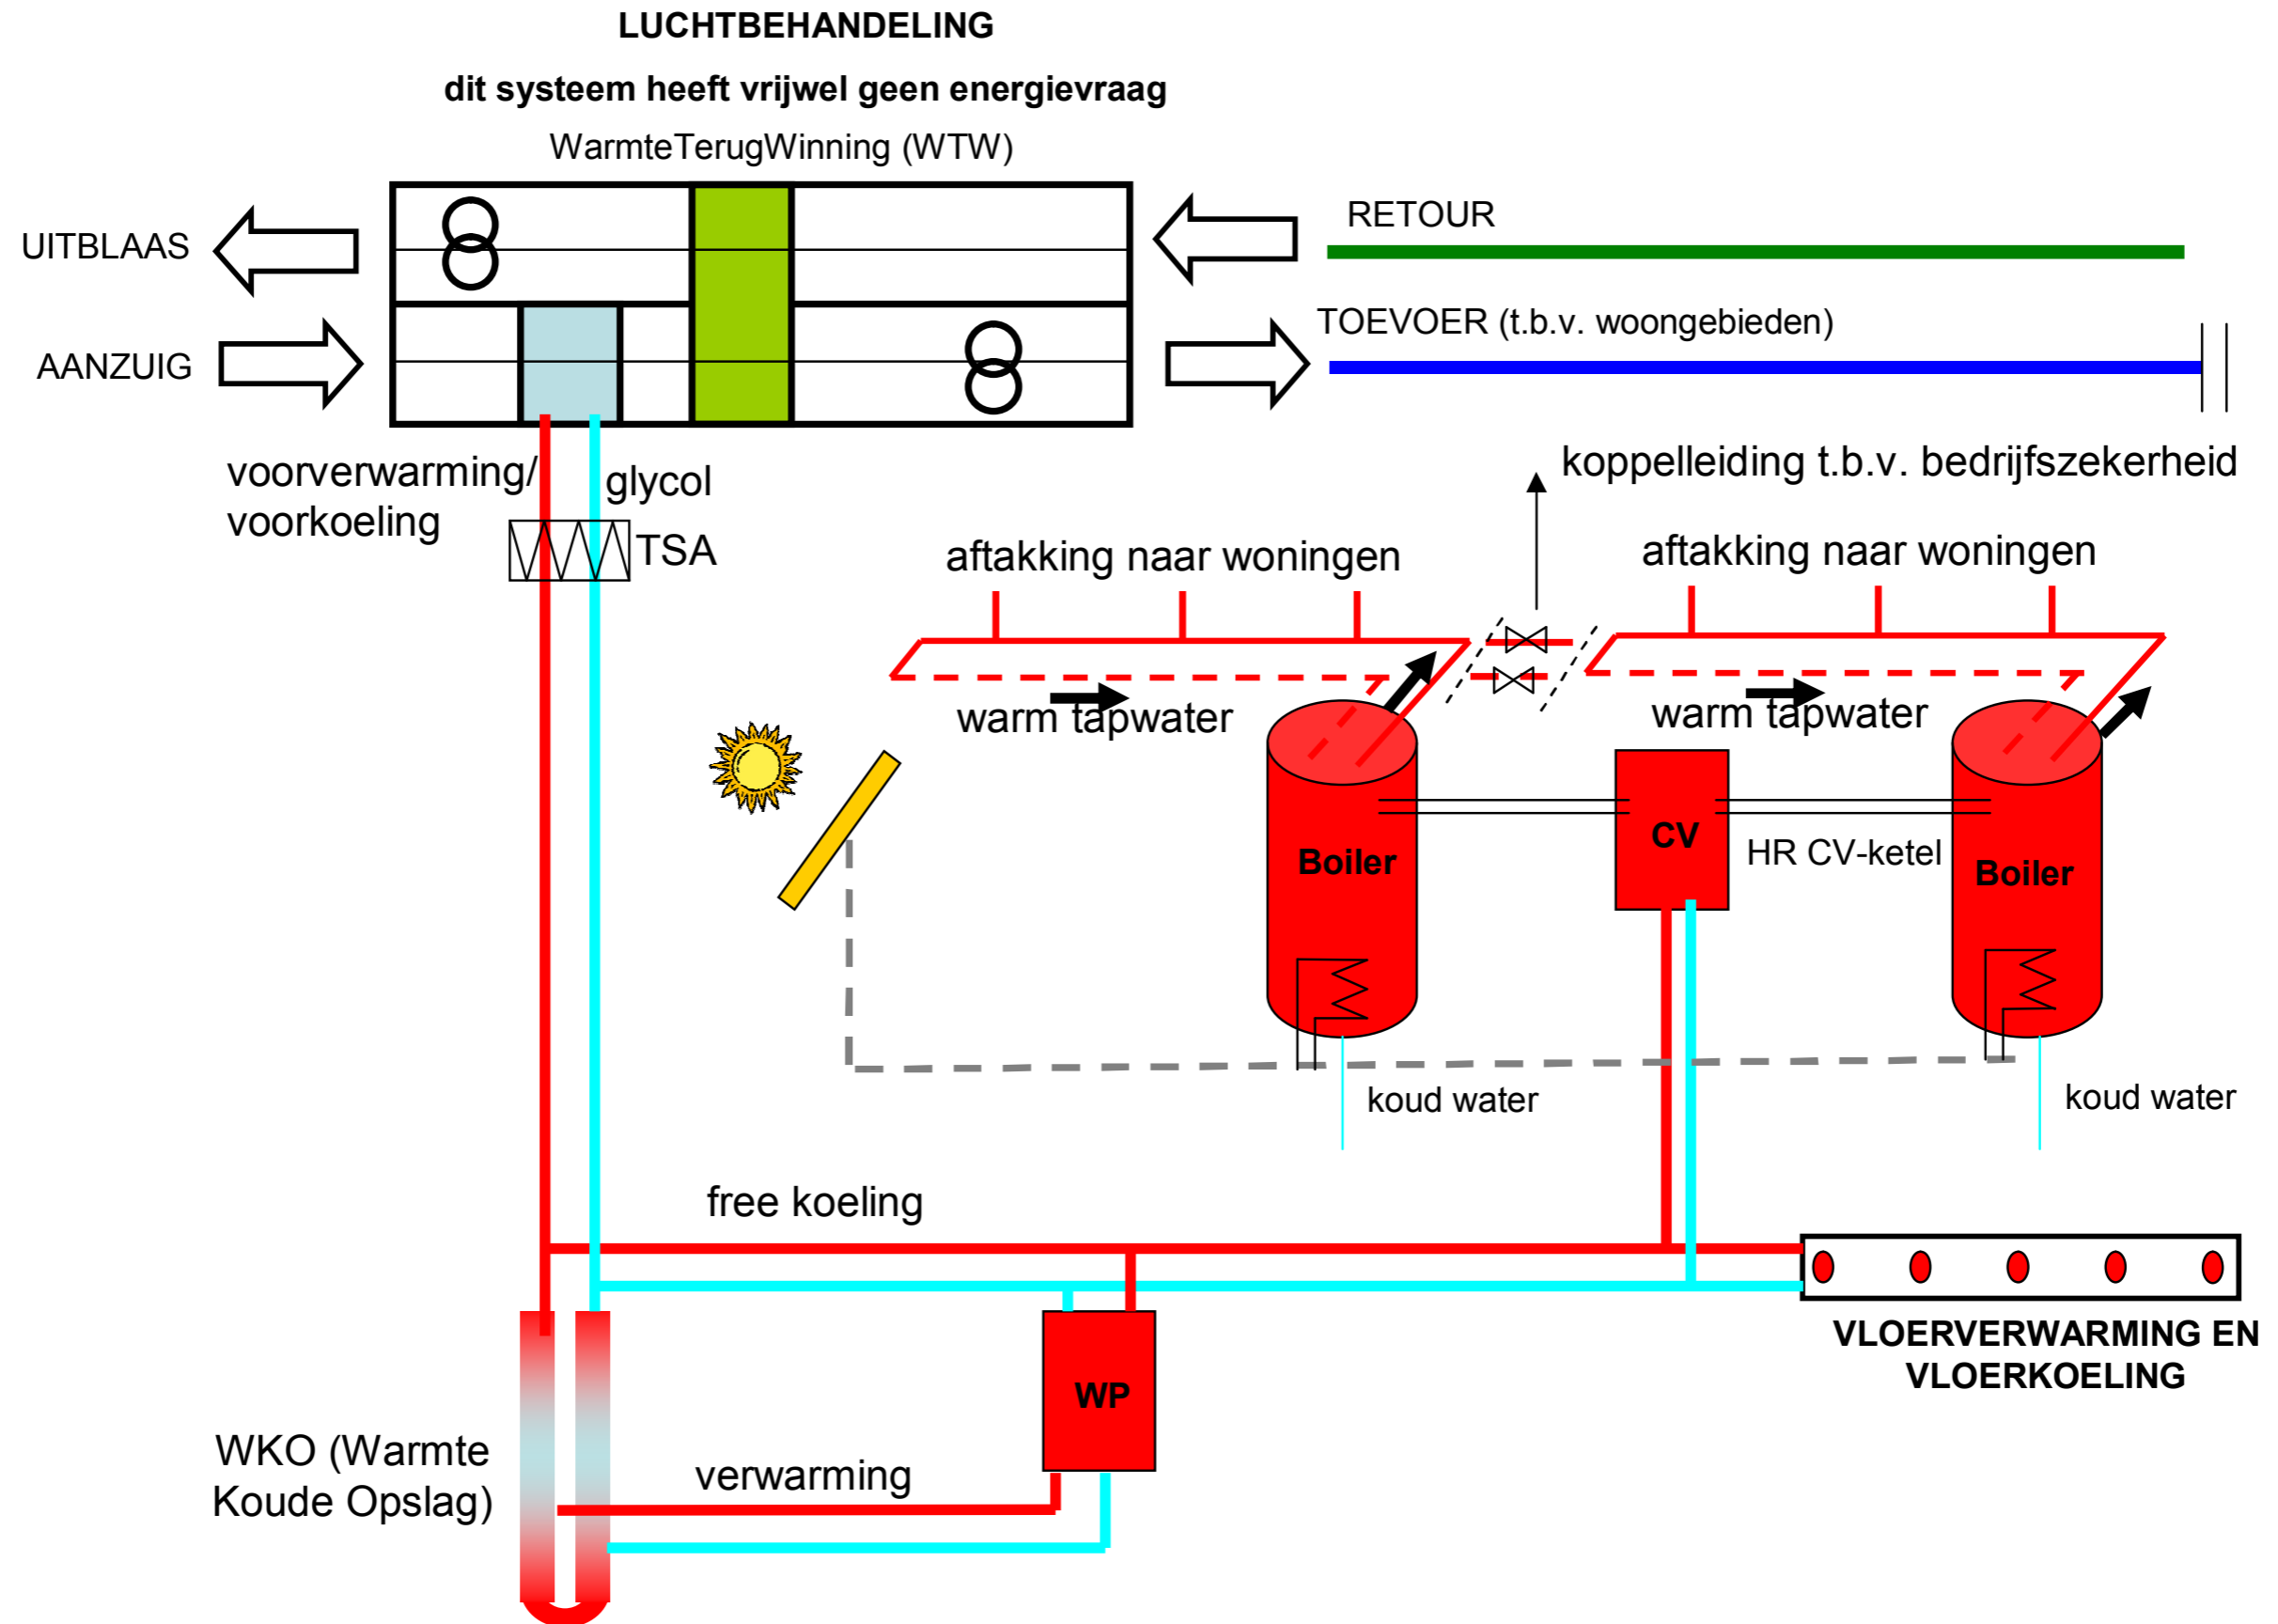 LUCHTBEHANDELING
dit systeem heeft vrijwel geen energievraag
WarmteTerugWinning (WTW)
UITBLAAS
RETOUR
AANZUIG
TOEVOER (t.b.v. woongebieden)
voorverwarming/
voorkoeling
glycol
TSA
koppelleiding t.b.v. bedrijfszekerheid
aftakking naar woningen
aftakking naar woningen
warm tapwater
warm tapwater
Boiler
CV
HR CV-ketel
Boiler
koud water
koud water
free koeling
VLOERVERWARMING EN
VLOERKOELING
WP
WKO (Warmte
Koude Opslag)
verwarming